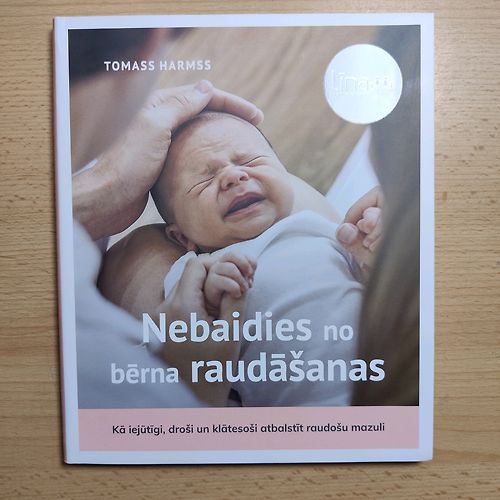 TOMASS HARMSS
Nebaidies no
bērna raudāšanas
Kā iejūtīgi, droši un klātesoši atbalstīt raudošu mazuli